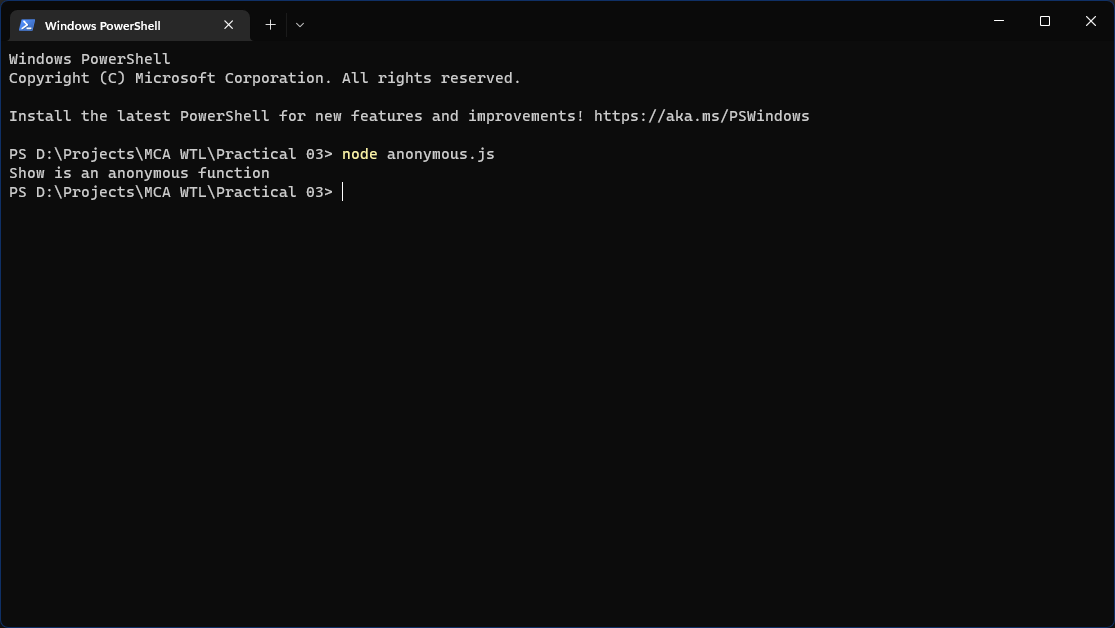 Windows PowerShell
Windows PowerShell
Copyright (C) Microsoft Corporation. All rights reserved.
Install the latest PowerShell for new features and improvements! https://aka.ms/PSWindows
PS D:\Projects\MCA WTL\Practical 03> node anonymous.js
Show is an anonymous function
PS D:\Projects\MCA WTL\Practical 03>